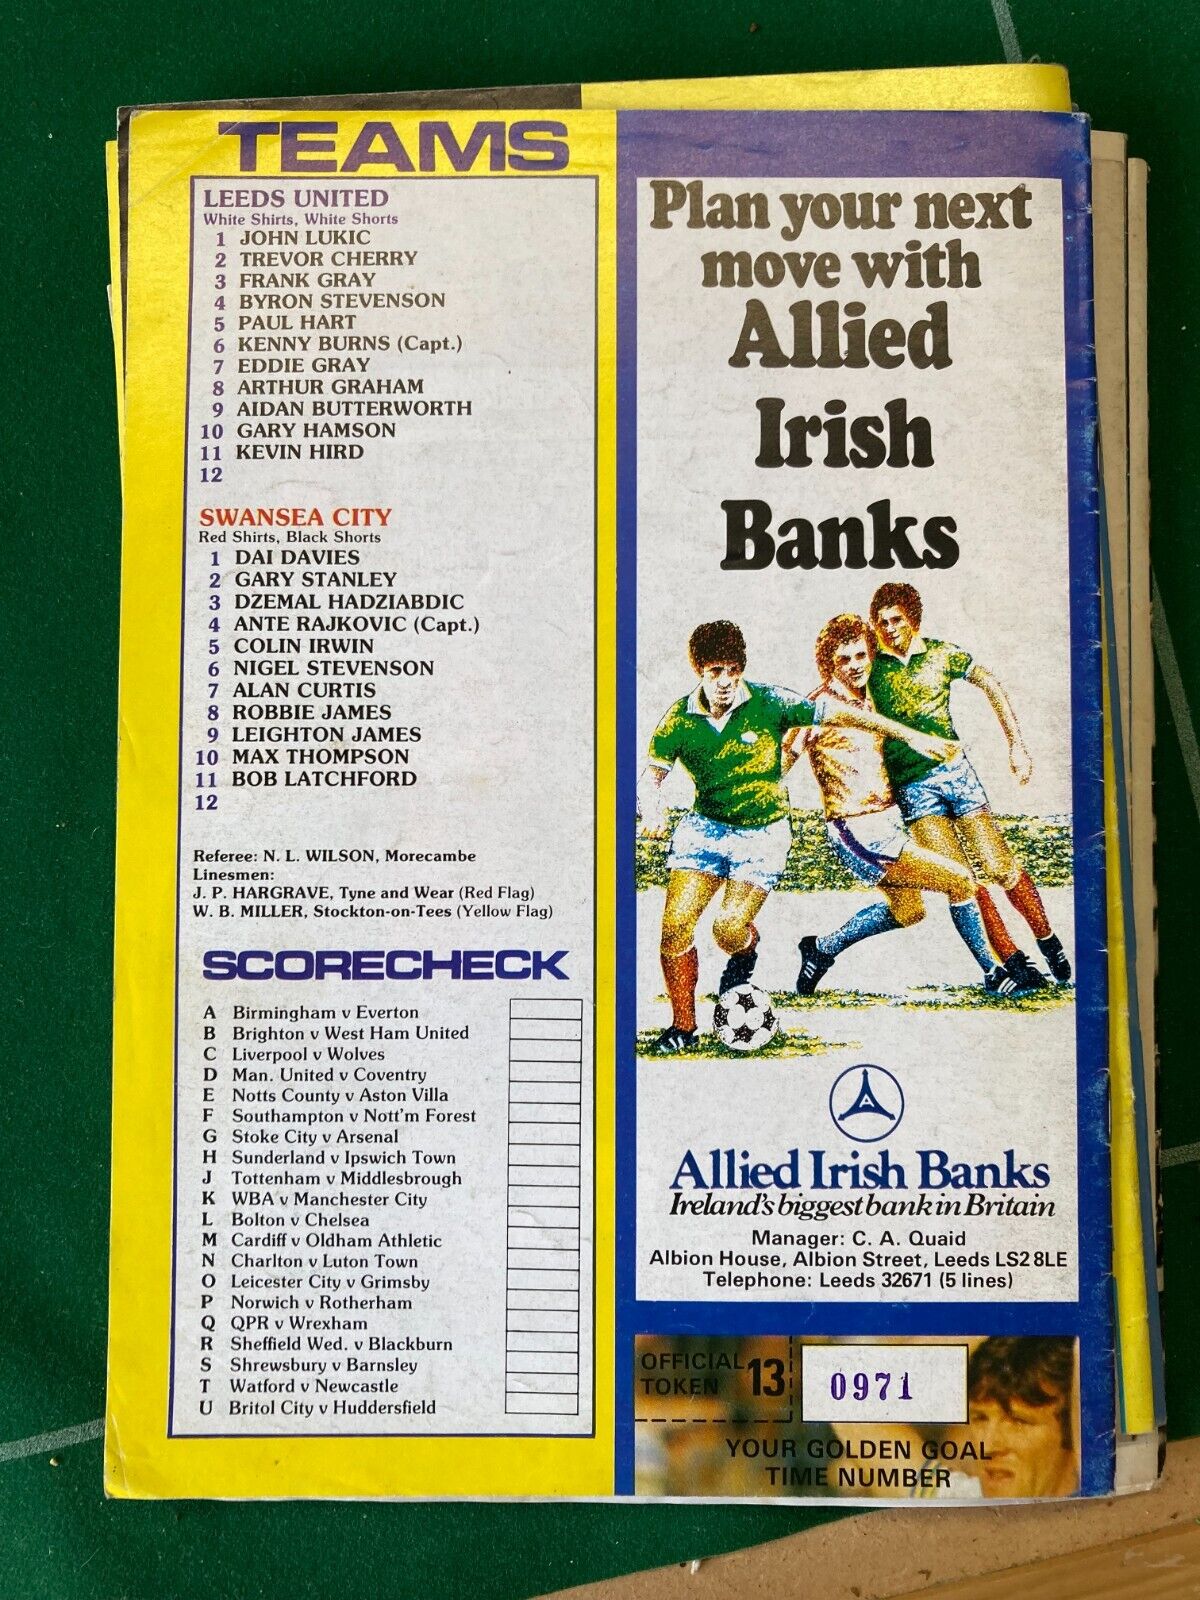 TEAMS
LEEDS UNITED
White Shirts, White Shorts
1 JOHN LUKIC
2 TREVOR CHERRY
3 FRANK GRAY
4 BYRON STEVENSON
5 PAUL HART
6 KENNY BURNS (Capt.)
7 EDDIE GRAY
8 ARTHUR GRAHAM
9 AIDAN BUTTERWORTH
10 GARY HAMSON
11 KEVIN HIRD
12
SWANSEA CITY
Red Shirts, Black Shorts
1 DAI DAVIES
2 GARY STANLEY
3 DZEMAL HADZIABDIC
4 ANTE RAJKOVIC (Capt.)
5 COLIN IRWIN
6 NIGEL STEVENSON
7 ALAN CURTIS
8 ROBBIE JAMES
9 LEIGHTON JAMES
10 MAX THOMPSON
11 BOB LATCHFORD
12
Referee: N. L. WILSON, Morecambe
Linesmen:
J. P. HARGRAVE, Tyne and Wear (Red Flag)
W. B. MILLER, Stockton-on-Tees (Yellow Flag)
SCORECHECK
A Birmingham v Everton
B Brighton v West Ham United
C Liverpool v Wolves
D Man. United v Coventry
E Notts County v Aston Villa
F Southampton v Nott'm Forest
G Stoke City v Arsenal
H Sunderland v Ipswich Town
J Tottenham v Middlesbrough
K WBA v Manchester City
L Bolton v Chelsea
M Cardiff v Oldham Athletic
N Charlton v Luton Town
O Leicester City v Grimsby
P Norwich v Rotherham
Q QPR v Wrexham
R Sheffield Wed. v Blackburn
S Shrewsbury v Barnsley
T Watford v Newcastle
U Britol City v Huddersfield
Plan your next
move with
Allied
Irish
Banks
A
Allied Irish Banks
Ireland's biggest bank in Britain
Manager: C. A. Quaid
Albion House, Albion Street, Leeds LS2 8LE
Telephone: Leeds 32671 (5 lines)
OFFICIAL
TOKEN 13
0971
YOUR GOLDEN GOAL
TIME NUMBER